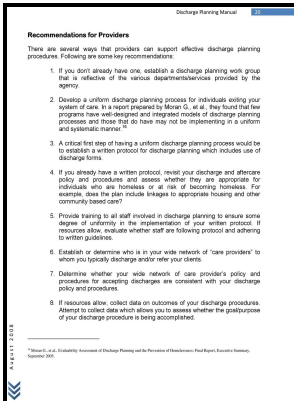 Discharge Planning Manual 20
Recommendations for Providers
There are several ways that providers can support effective discharge planning
procedures. Following are some key recommendations:
1. If you don't already have one, establish a discharge planning work group
that is reflective of the various departments/services provided by the
agency.
2. Develop a uniform discharge planning process for individuals exiting your
system of care. In a report prepared by Moran G., et al., they found that few
programs have well-designed and integrated models of discharge planning
processes and those that do have may not be implementing in a uniform
and systematic manner.
3. A critical first step of having a uniform discharge planning process would be
to establish a written protocol for discharge planning which includes use of
discharge forms.
4. If you already have a written protocol, revisit your discharge and aftercare
policy and procedures and assess whether they are appropriate for
individuals who are homeless or at risk of becoming homeless. For
example, does the plan include linkages to appropriate housing and other
community based care?
5. Provide training to all staff involved in discharge planning to ensure some
degree of uniformity in the implementation of your written protocol. If
resources allow, evaluate whether staff are following protocol and adhering
to written guidelines.
6. Establish or determine who is in your wide network of "care providers" to
whom you typically discharge and/or refer your clients.
7. Determine whether your wide network of care provider's policy and
procedures for accepting discharges are consistent with your discharge
policy and procedures.
8. If resources allow, collect data on outcomes of your discharge procedures.
Attempt to collect data which allows you to assess whether the goal/purpose
of your discharge procedure is being accomplished.
Moran G., et al., Evaluability Assessment of Discharge Planning and the Prevention of Homelessness: Final Report, Executive Summary,
September 2005.
August 2008